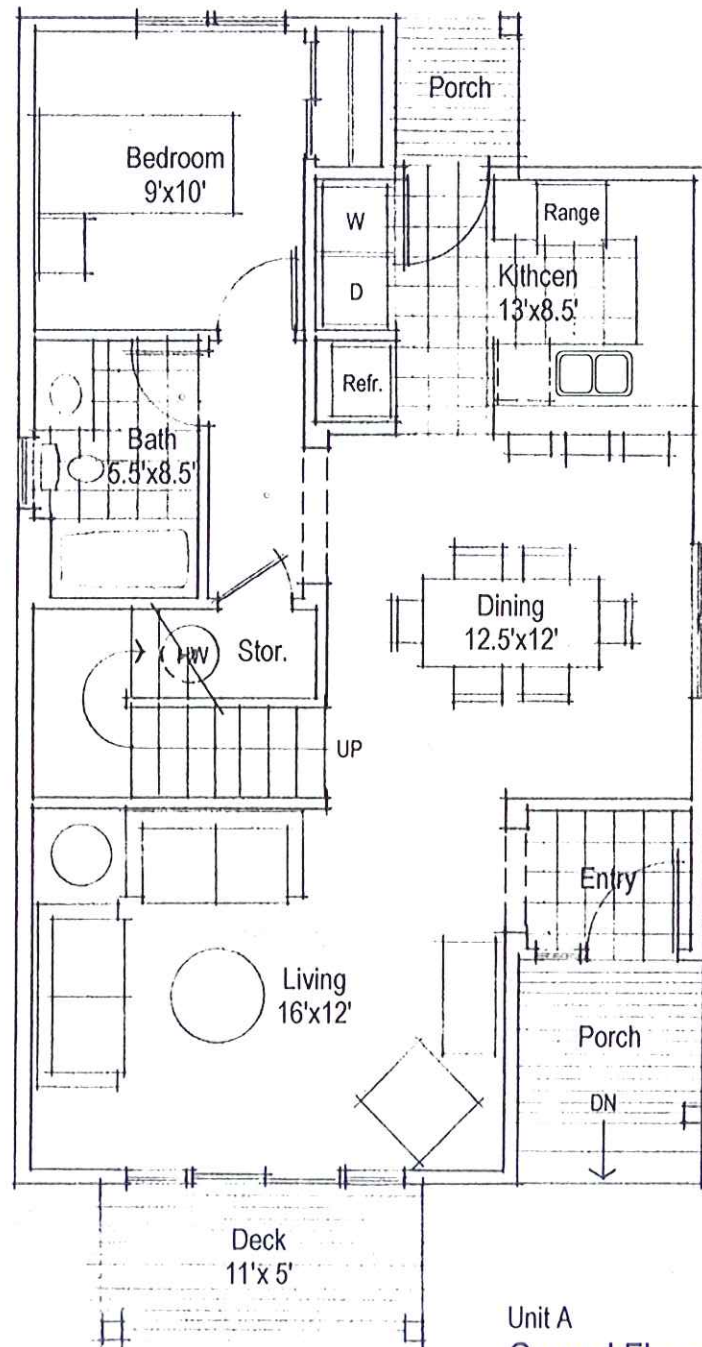 Porch
Bedroom
9'x10'
W
D
Range
Kithcen
13'x8.5'
Refr.
Bath
5.5'x8.5'
Dining
12.5'x12'
HW
Stor.
UP
Entry
Living
16'x12'
Porch
DN
Deck
11'x 5'
Unit A